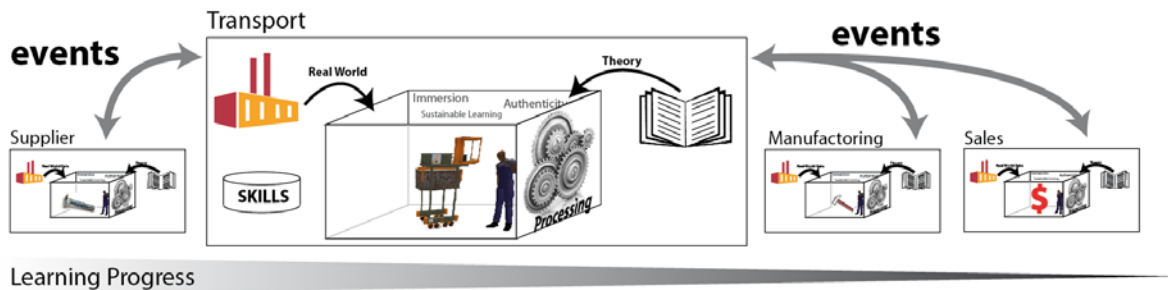 Transport
events
events
Real World
Theory
Immersion
Authenticity
Sustainable Learning
Supplier
Manufactoring
Sales
SKILLS
Processing
$
Learning Progress